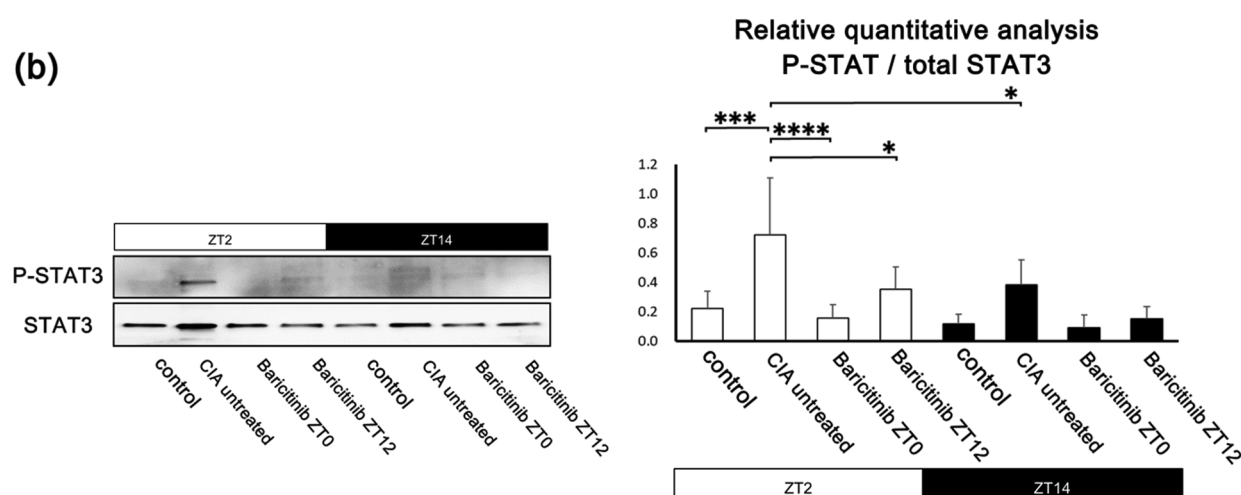 (b)
ZT2 ZT14
P-STAT3
STAT3
control CIA untreated Baricitinib ZT0 Baricitinib ZT12 control CIA untreated Baricitinib ZT0 Baricitinib ZT12
Relative quantitative analysis
P-STAT / total STAT3
*
*** ****
*
1.2
1.0
0.8
0.6
0.4
0.2
0.0
control CIA untreated Baricitinib ZT0 Baricitinib ZT12 control CIA untreated Baricitinib ZT0 Baricitinib ZT12
ZT2 ZT14